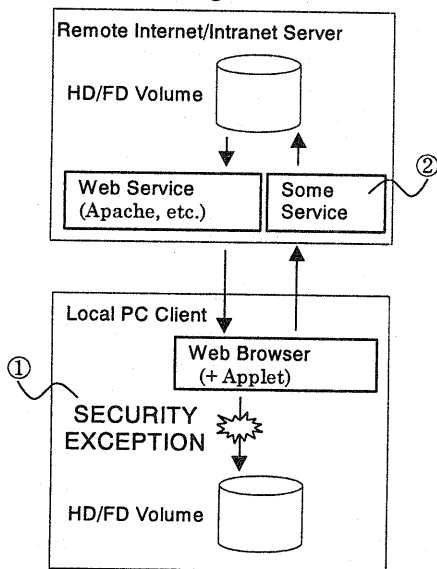 Remote Internet/Intranet Server
HD/FD Volume
②
Web Service
(Apache, etc.)
Some
Service
Local PC Client
Web Browser
(+ Applet)
①
SECURITY
EXCEPTION
HD/FD Volume